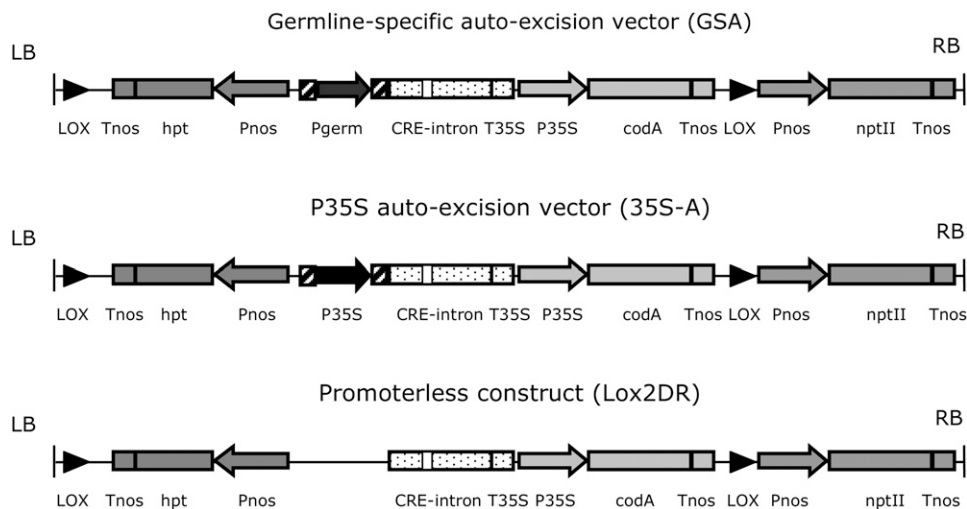 Germline-specific auto-excision vector (GSA)
LB RB
LOX Tnos hpt Pnos Pgerm CRE-intron T35S P35S codA Tnos LOX Pnos nptII Tnos
P35S auto-excision vector (35S-A)
LB RB
LOX Tnos hpt Pnos P35S CRE-intron T35S P35S codA Tnos LOX Pnos nptII Tnos
Promoterless construct (Lox2DR)
LB RB
LOX Tnos hpt Pnos CRE-intron T35S P35S codA Tnos LOX Pnos nptII Tnos